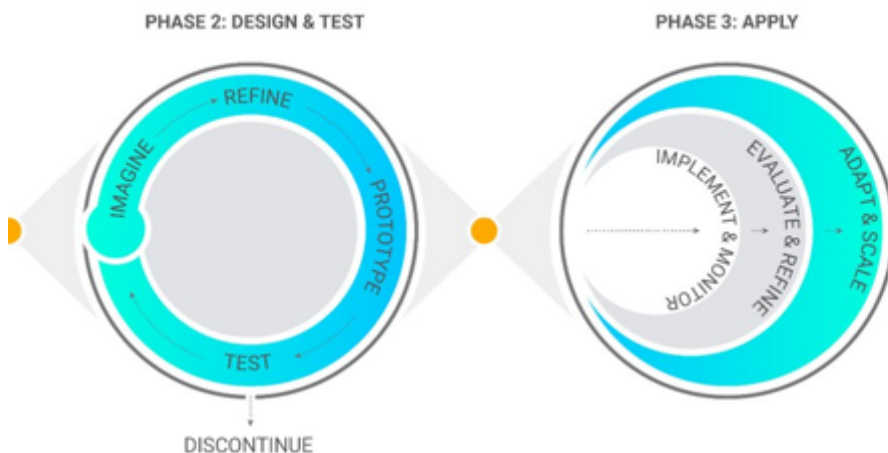 PHASE 2: DESIGN & TEST
PHASE 3: APPLY
IMAGINE
REFINE
PROTOTYPE
TEST
DISCONTINUE
IMPLEMENT & MONITOR
EVALUATE & REFINE
ADAPT & SCALE